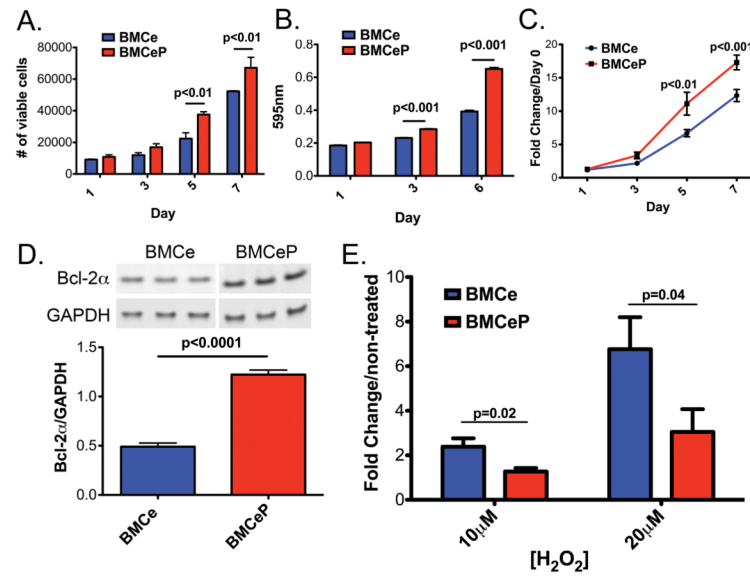 A.
BMCe
BMCeP
p<0.01
p<0.01
80000
60000
40000
20000
0
# of viable cells
1
3
5
7
Day
B.
BMCe
BMCeP
p<0.001
p<0.001
0.8
0.6
0.4
0.2
0.0
595nm
1
3
6
Day
C.
BMCe
BMCeP
p<0.001
p<0.01
20
15
10
5
0
Fold Change/Day 0
1
3
5
7
Day
D.
BMCe BMCeP
Bcl-2α
GAPDH
p<0.0001
1.5
1.0
0.5
0.0
Bcl-2α/GAPDH
BMCe
BMCeP
E.
BMCe
BMCeP
p=0.04
p=0.02
10
8
6
4
2
0
Fold Change/non-treated
10μM
20μM
[H₂O₂]